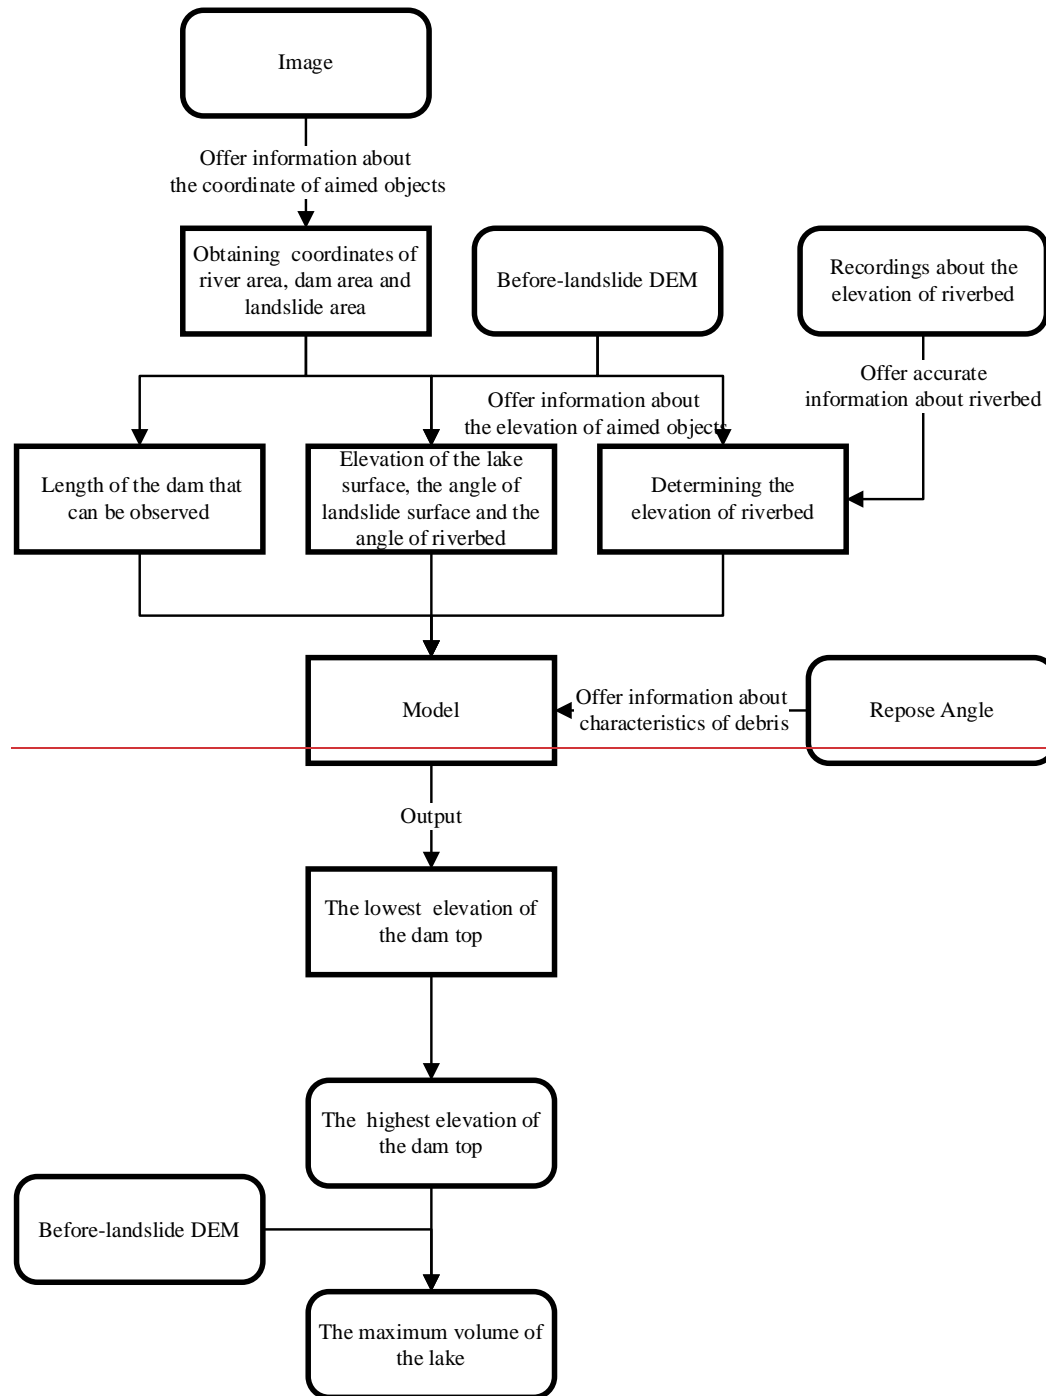 Image
Offer information about
the coordinate of aimed objects
Obtaining coordinates of
river area, dam area and
landslide area
Before-landslide DEM
Recordings about the
elevation of riverbed
Offer accurate
information about riverbed
Offer information about
the elevation of aimed objects
Length of the dam that
can be observed
Elevation of the lake
surface, the angle of
landslide surface and the
angle of riverbed
Determining the
elevation of riverbed
Model
Offer information about
characteristics of debris
Repose Angle
Output
The lowest elevation of
the dam top
The highest elevation of
the dam top
Before-landslide DEM
The maximum volume of
the lake